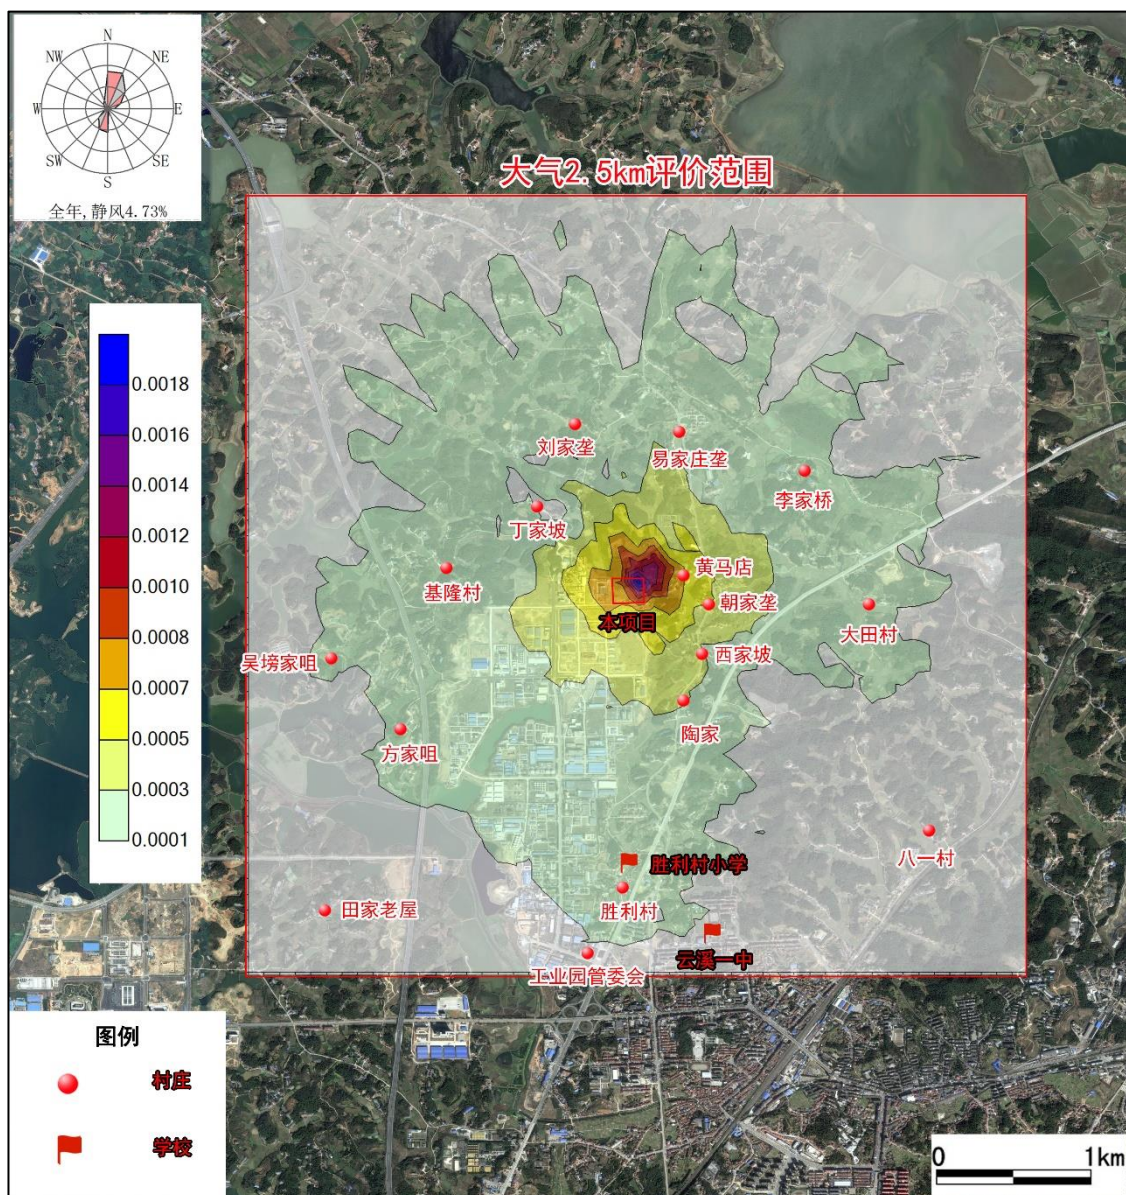 N
NW
NE
W
E
SW
SE
S
全年,静风4.73%
大气2.5km评价范围
0.0018
0.0016
0.0014
0.0012
0.0010
0.0008
0.0007
0.0005
0.0003
0.0001
刘家垄
易家庄垄
李家桥
丁家坡
黄马店
基隆村
朝家垄
本项目
大田村
西家坡
吴塝家咀
陶家
方家咀
八一村
胜利村小学
田家老屋
胜利村
云溪一中
工业园管委会
图例
村庄
学校
0 1km